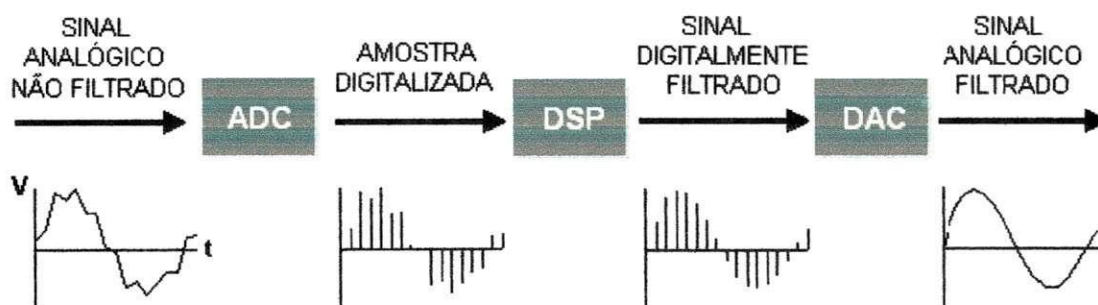 SINAL
ANALÓGICO
NÃO FILTRADO
ADC
AMOSTRA
DIGITALIZADA
DSP
SINAL
DIGITALMENTE
FILTRADO
DAC
SINAL
ANALÓGICO
FILTRADO
V
t